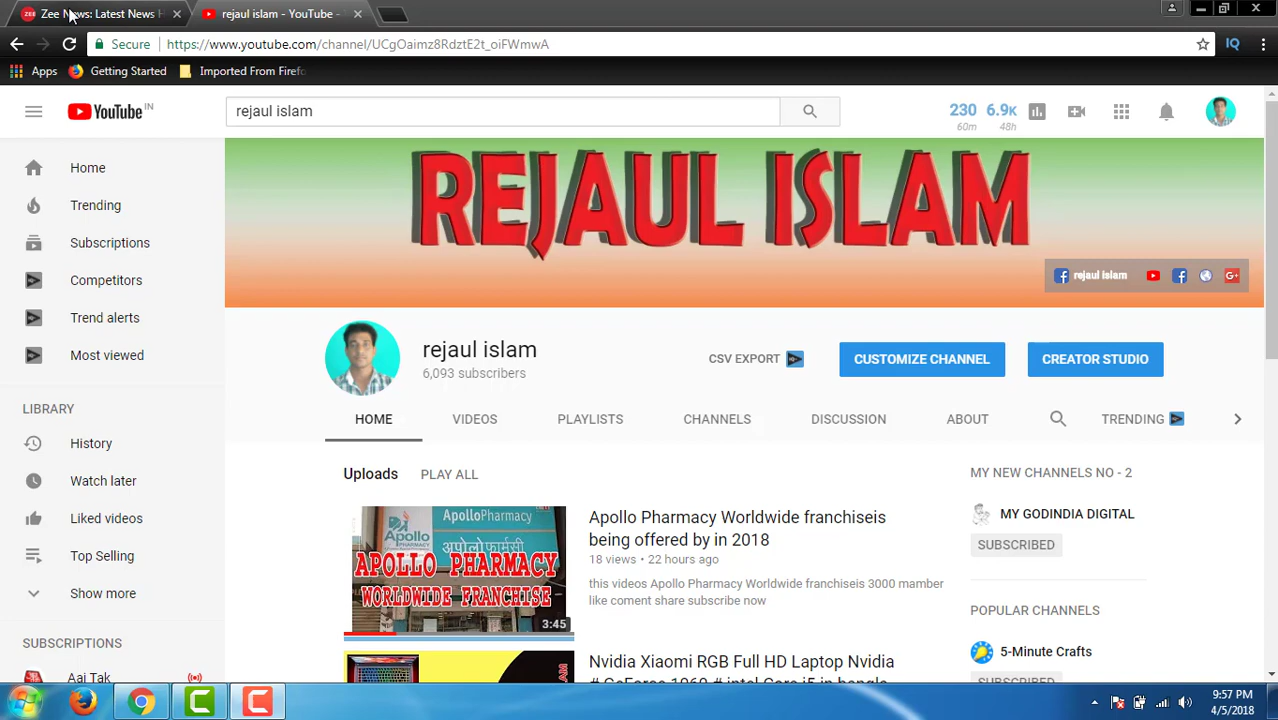 Zee News: Latest News H
rejaul islam - YouTube -
Secure
https://www.youtube.com/channel/UCgOaimz8RdztE2t_oiFWmwA
IQ
Apps
Getting Started
Imported From Firefo
YouTube IN
rejaul islam
230 6.9K
60m 48h
Home
REJAUL ISLAM
Trending
Subscriptions
rejaul islam
Competitors
Trend alerts
rejaul islam
Most viewed
CSV EXPORT
CUSTOMIZE CHANNEL
CREATOR STUDIO
6,093 subscribers
LIBRARY
HOME VIDEOS PLAYLISTS CHANNELS DISCUSSION ABOUT TRENDING
History
Uploads PLAY ALL
MY NEW CHANNELS NO - 2
Watch later
MY GODINDIA DIGITAL
SUBSCRIBED
Liked videos
Apollo Pharmacy Worldwide franchiseis
being offered by in 2018
18 views • 22 hours ago
this videos Apollo Pharmacy Worldwide franchiseis 3000 mamber
like coment share subscribe now
ApolloPharmacy
Apollo
PHARMACY
अपोलो फार्मेसी
APOLLO PHARMACY
WORLDWIDE FRANCHISE
3:45
Top Selling
Show more
POPULAR CHANNELS
5-Minute Crafts
SUBSCRIPTIONS
Aaj Tak
Nvidia Xiaomi RGB Full HD Laptop Nvidia
9:57 PM
4/5/2018